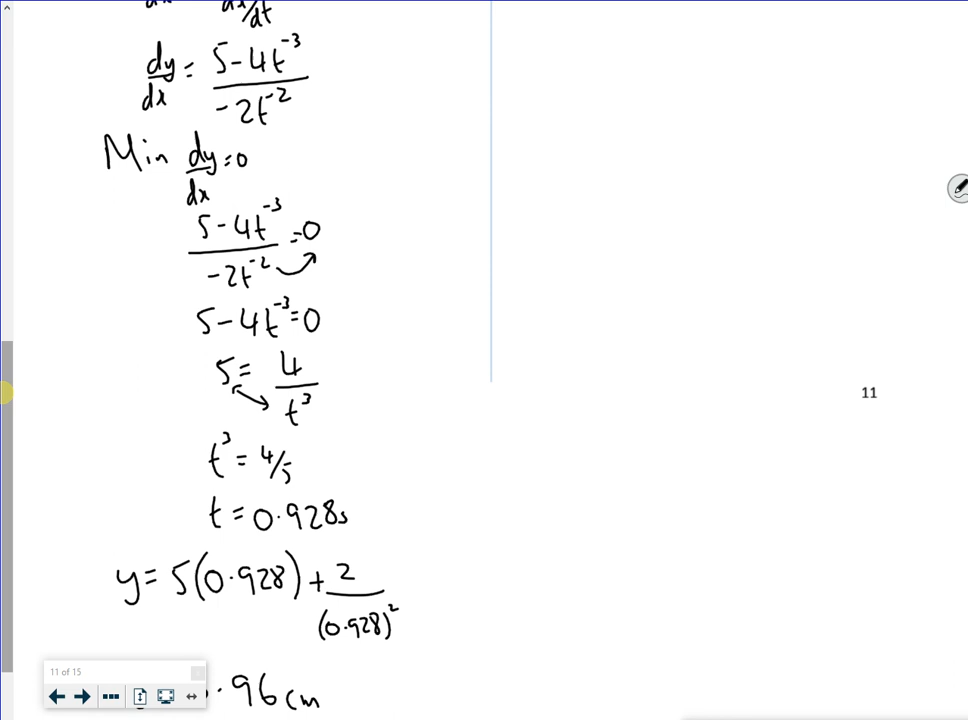 dx/dt
dy/dx = (5-4t^-3)/(-2t^-2)
Min dy/dx = 0
(5-4t^-3)/(-2t^-2) = 0
5-4t^-3 = 0
5 = 4/t^3
11
t^3 = 4/5
t = 0.928s
y = 5(0.928) + 2/(0.928)^2
11 of 15
.96cm